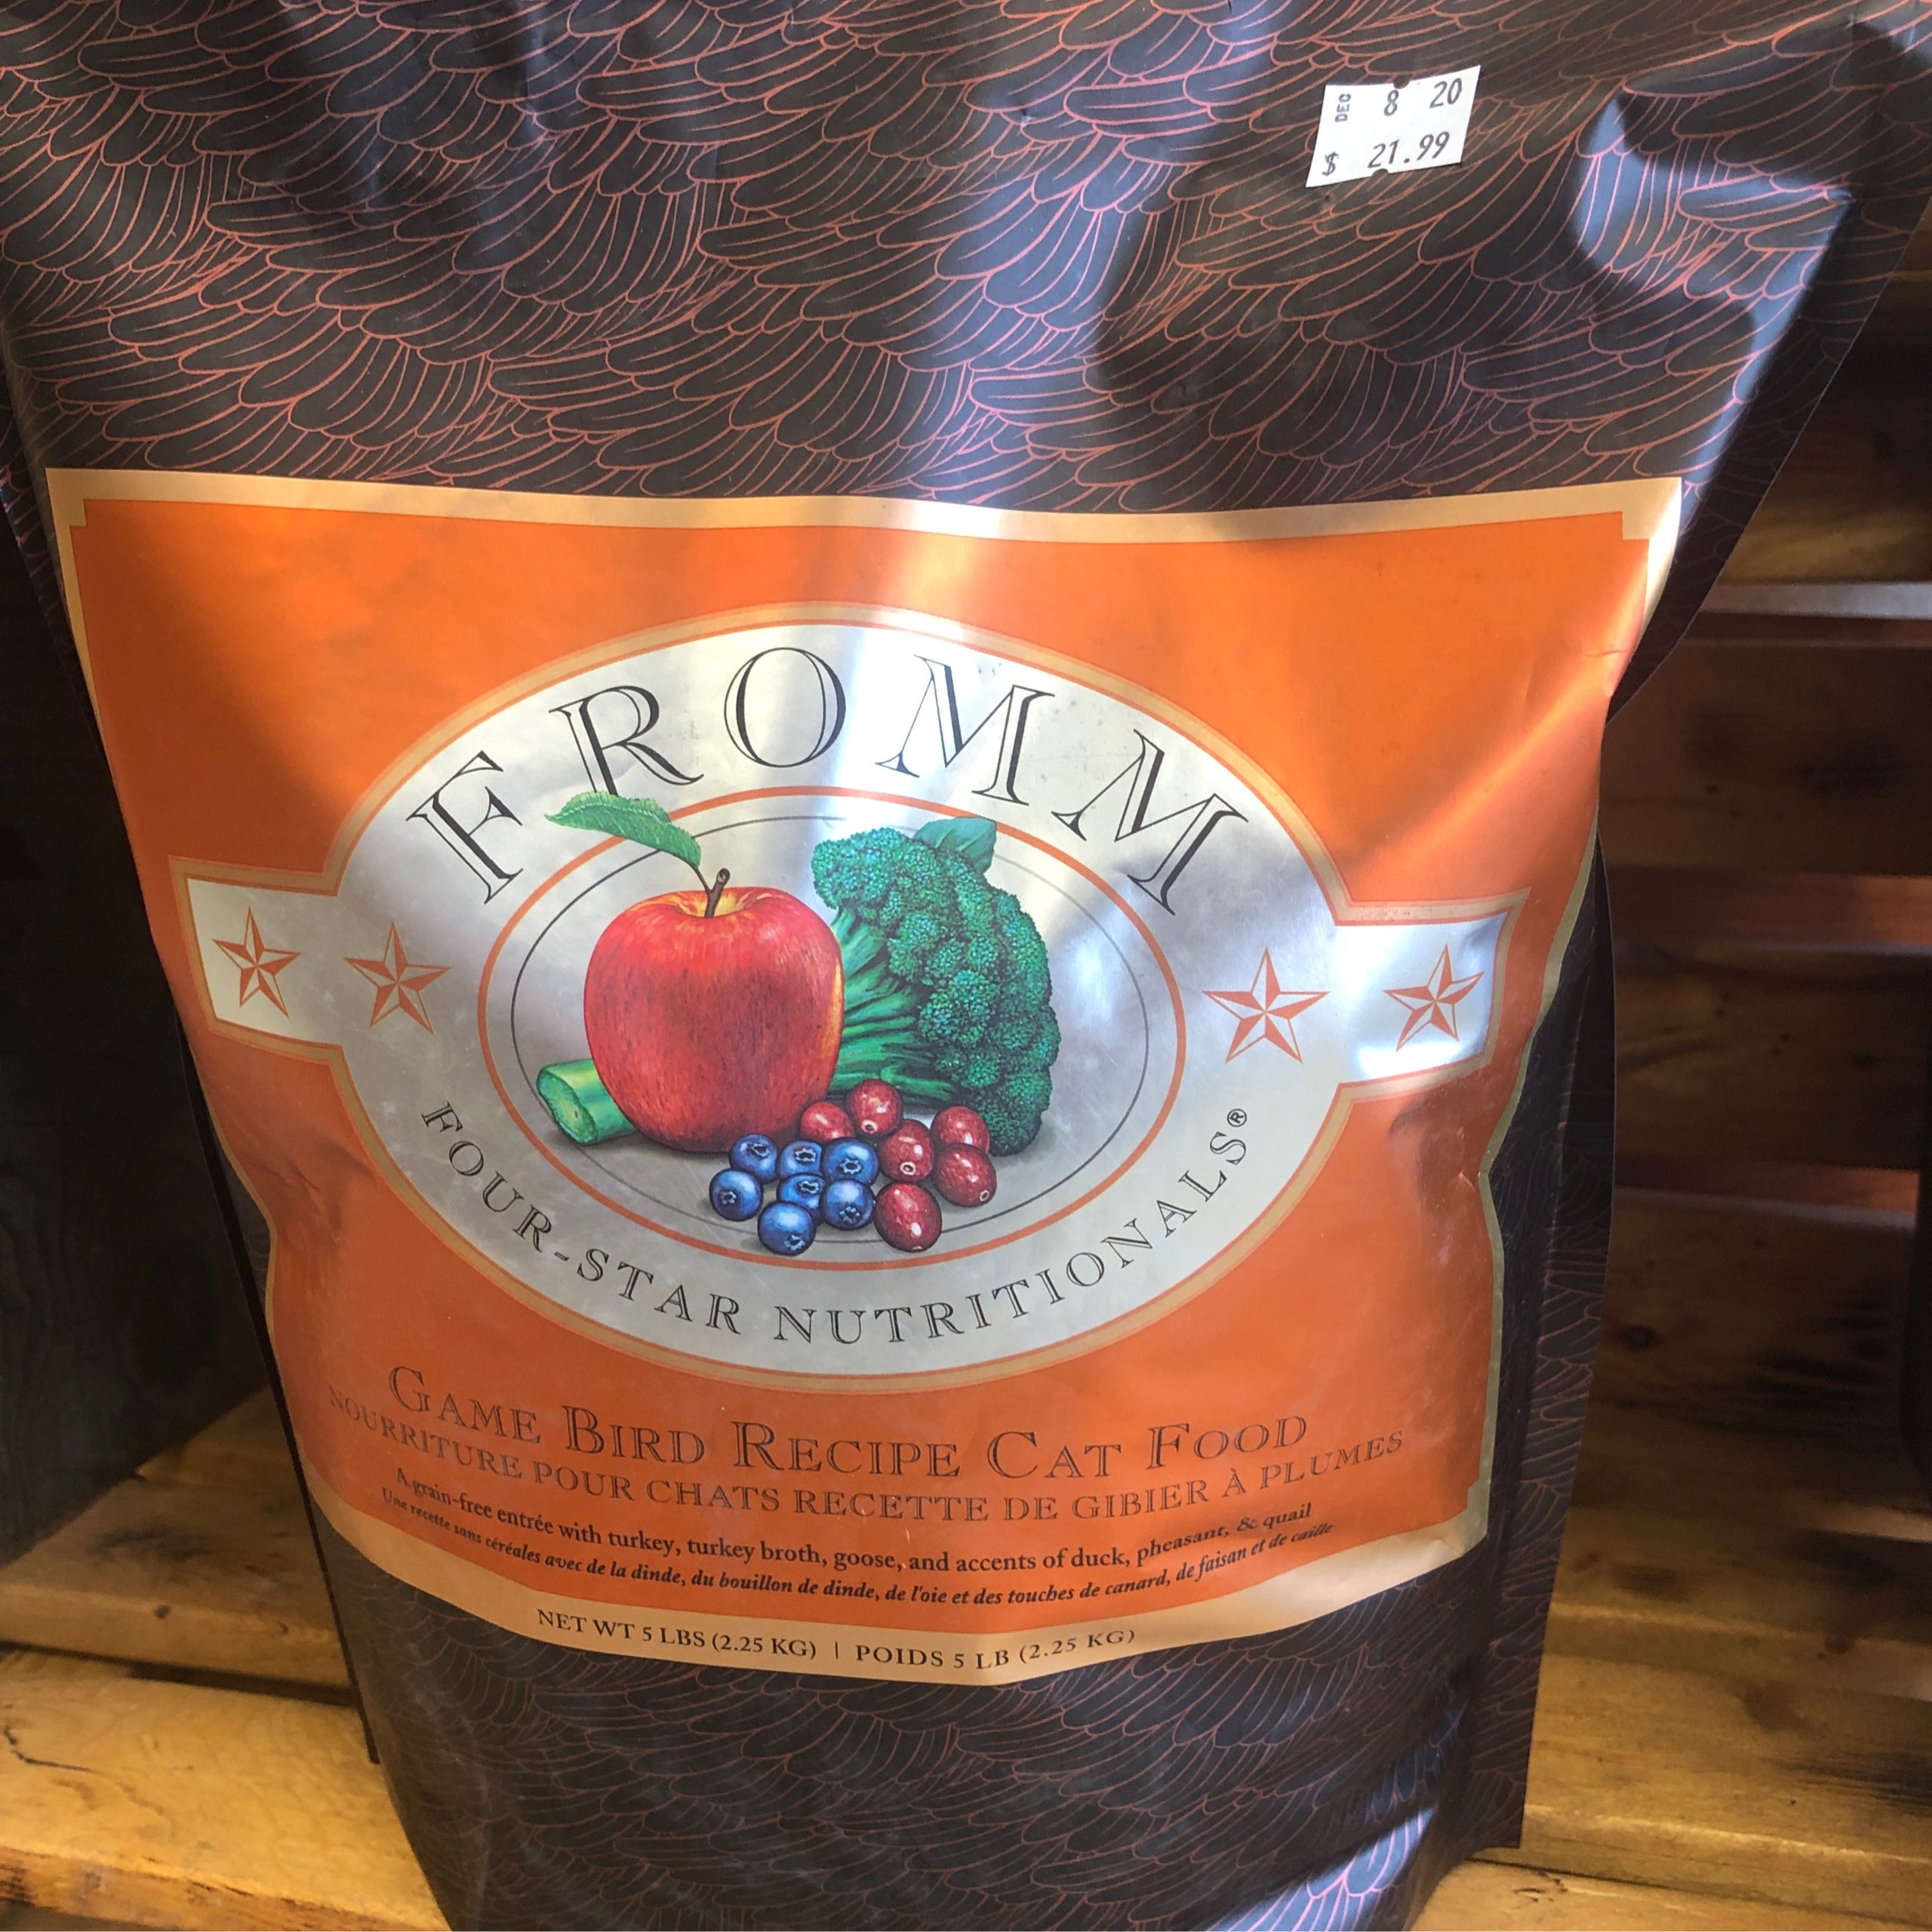 DEC 8 20
$ 21.99
FROMM
FOUR-STAR NUTRITIONALS®
GAME BIRD RECIPE CAT FOOD
NOURRITURE POUR CHATS RECETTE DE GIBIER À PLUMES
A grain-free entrée with turkey, turkey broth, goose, and accents of duck, pheasant, & quail
Une recette sans céréales avec de la dinde, du bouillon de dinde, de l'oie et des touches de canard, de faisan et de caille
NET WT 5 LBS (2.25 KG) | POIDS 5 LB (2.25 KG)